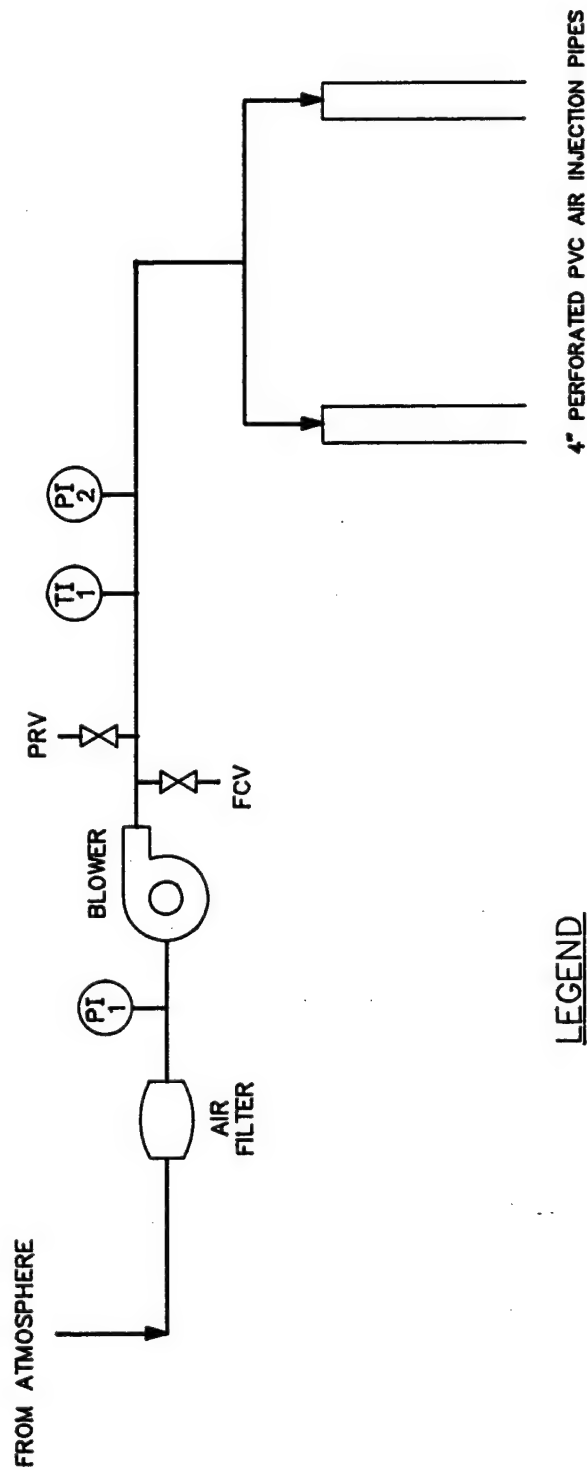 FROM ATMOSPHERE
AIR
FILTER
PI
1
BLOWER
PRV
FCV
TI
1
PI
2
4" PERFORATED PVC AIR INJECTION PIPES
LEGEND